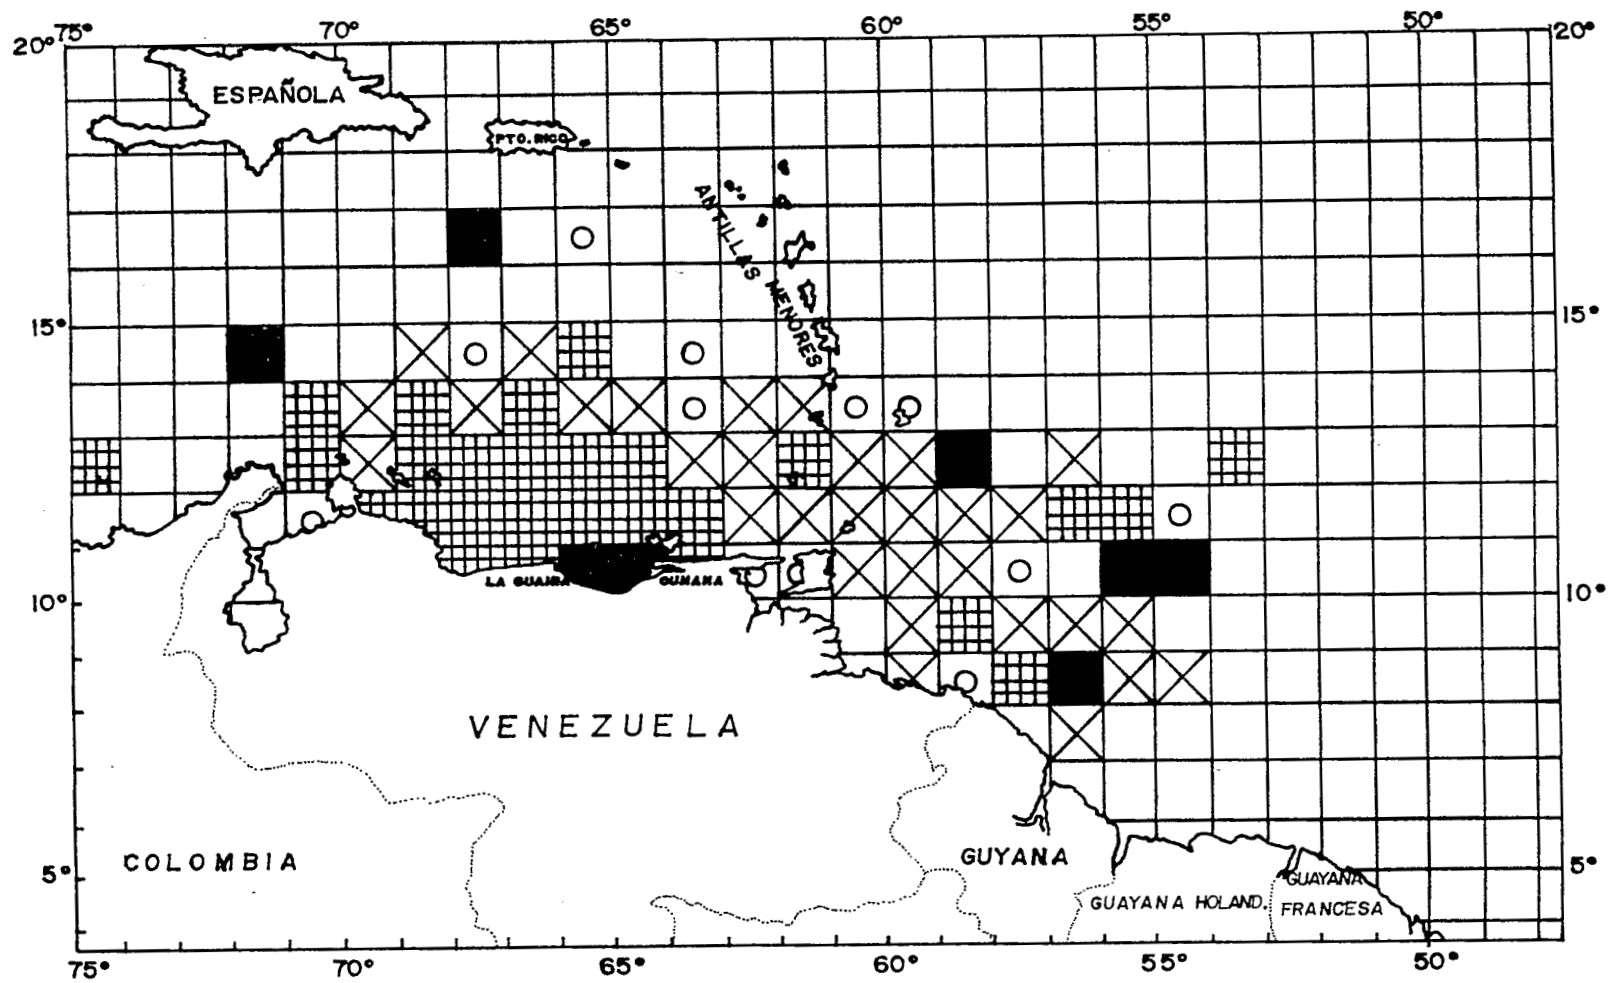 75° 70° 65° 60° 55° 50°
20° 20°
ESPAÑOLA
PTO. RICO
ANTILLAS MENORES
15° 15°
LA GUAIRA CUMANA
10° 10°
VENEZUELA
COLOMBIA
GUYANA
5° 5°
GUAYANA HOLAND.
GUAYANA
FRANCESA
75° 70° 65° 60° 55° 50°